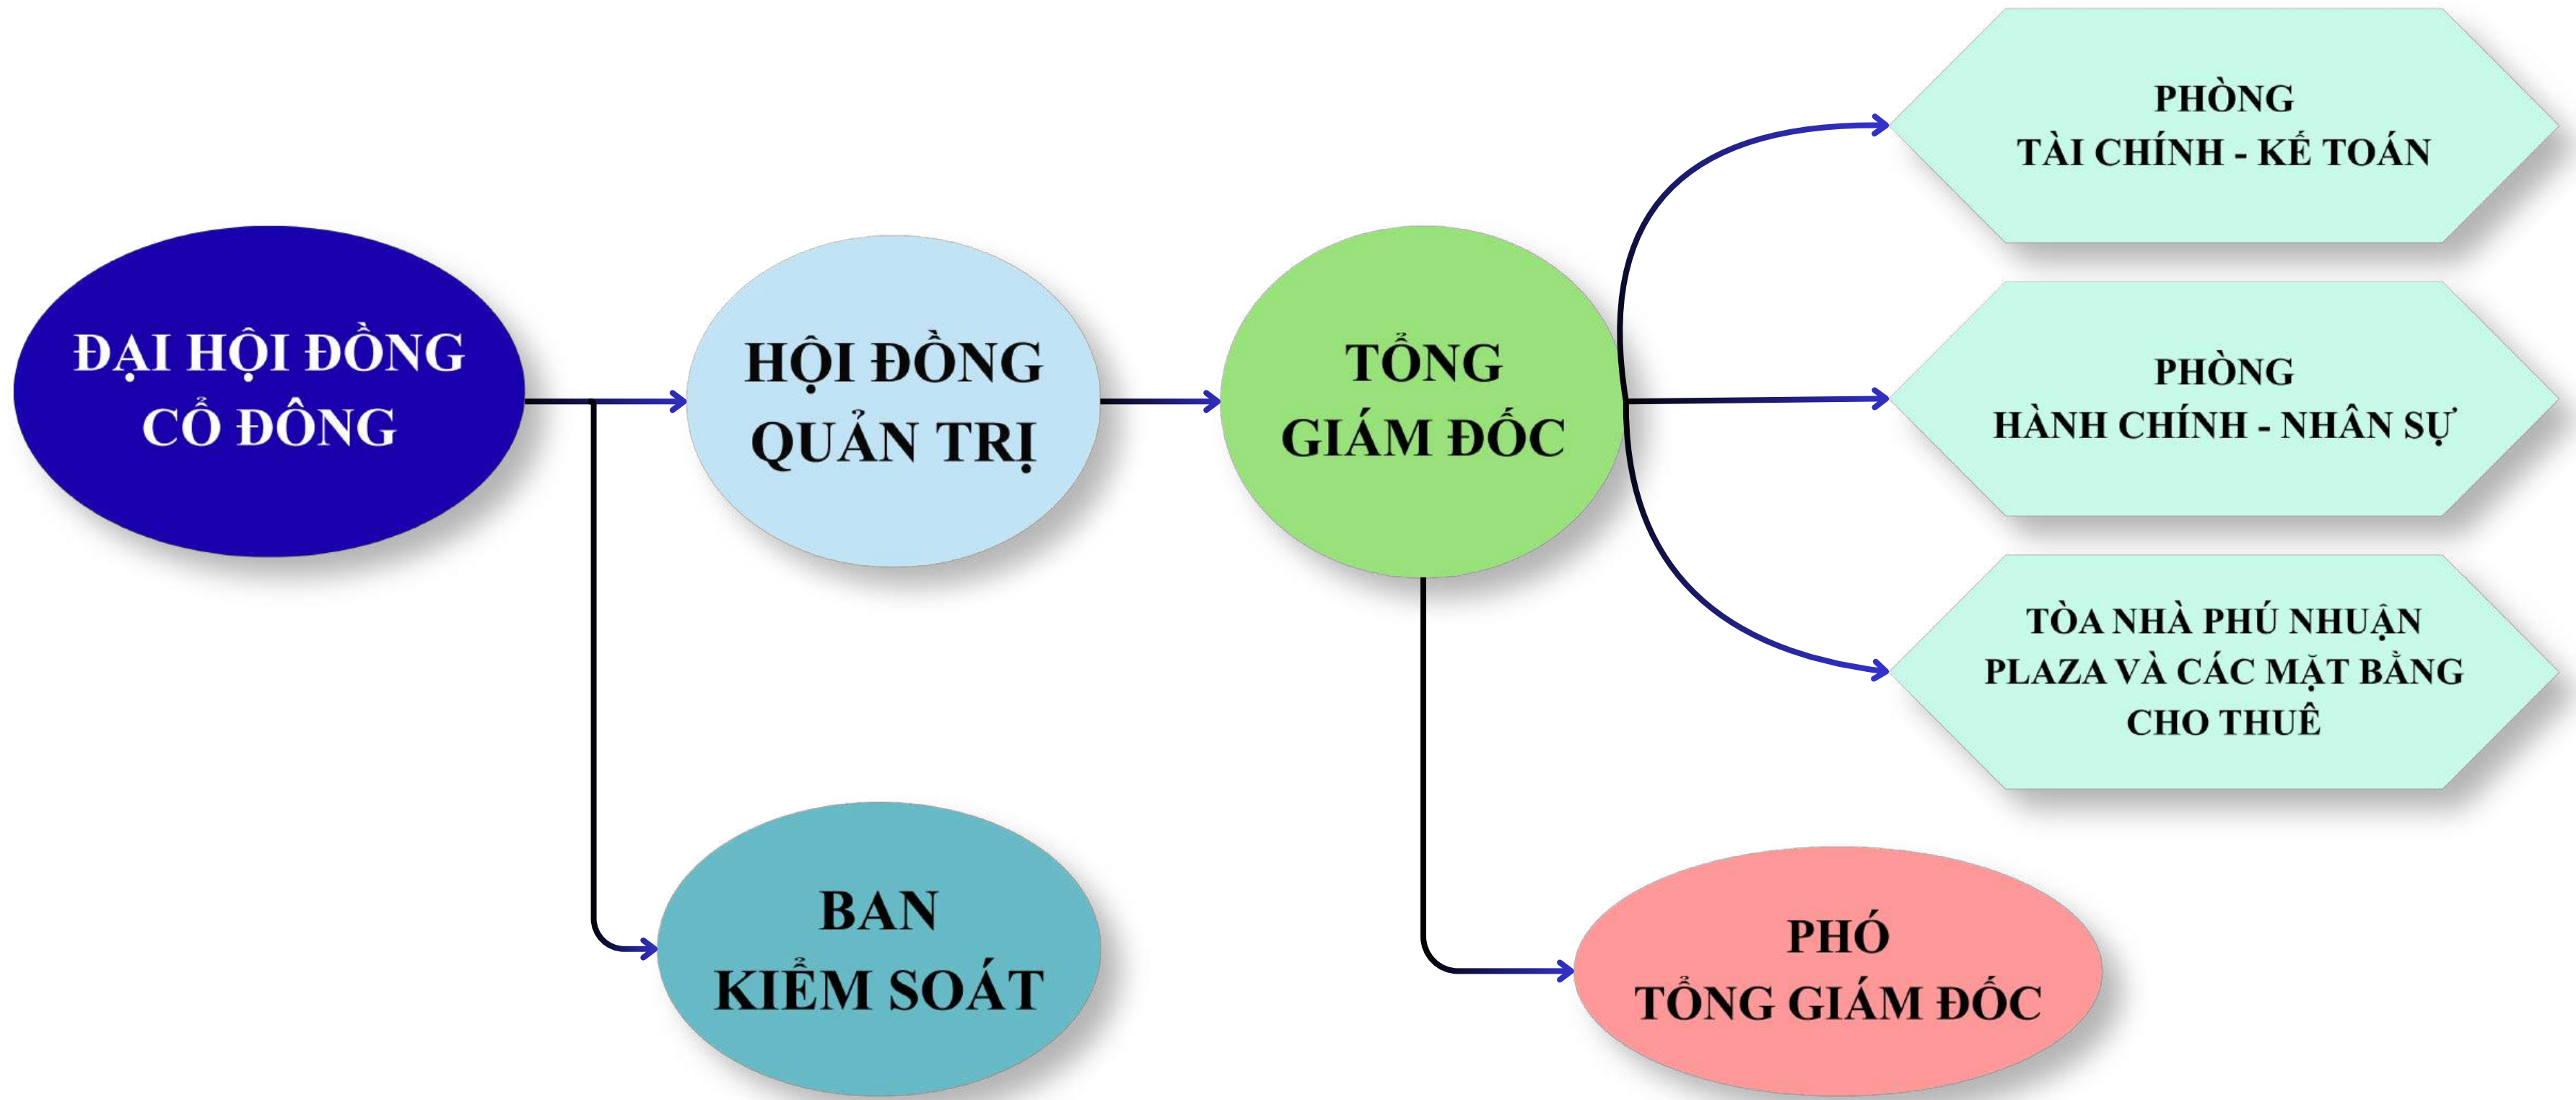 ĐẠI HỘI ĐỒNG
CỔ ĐÔNG
HỘI ĐỒNG
QUẢN TRỊ
BAN
KIỂM SOÁT
TỔNG
GIÁM ĐỐC
PHÓ
TỔNG GIÁM ĐỐC
PHÒNG
TÀI CHÍNH - KẾ TOÁN
PHÒNG
HÀNH CHÍNH - NHÂN SỰ
TÒA NHÀ PHÚ NHUẬN
PLAZA VÀ CÁC MẶT BẰNG
CHO THUÊ